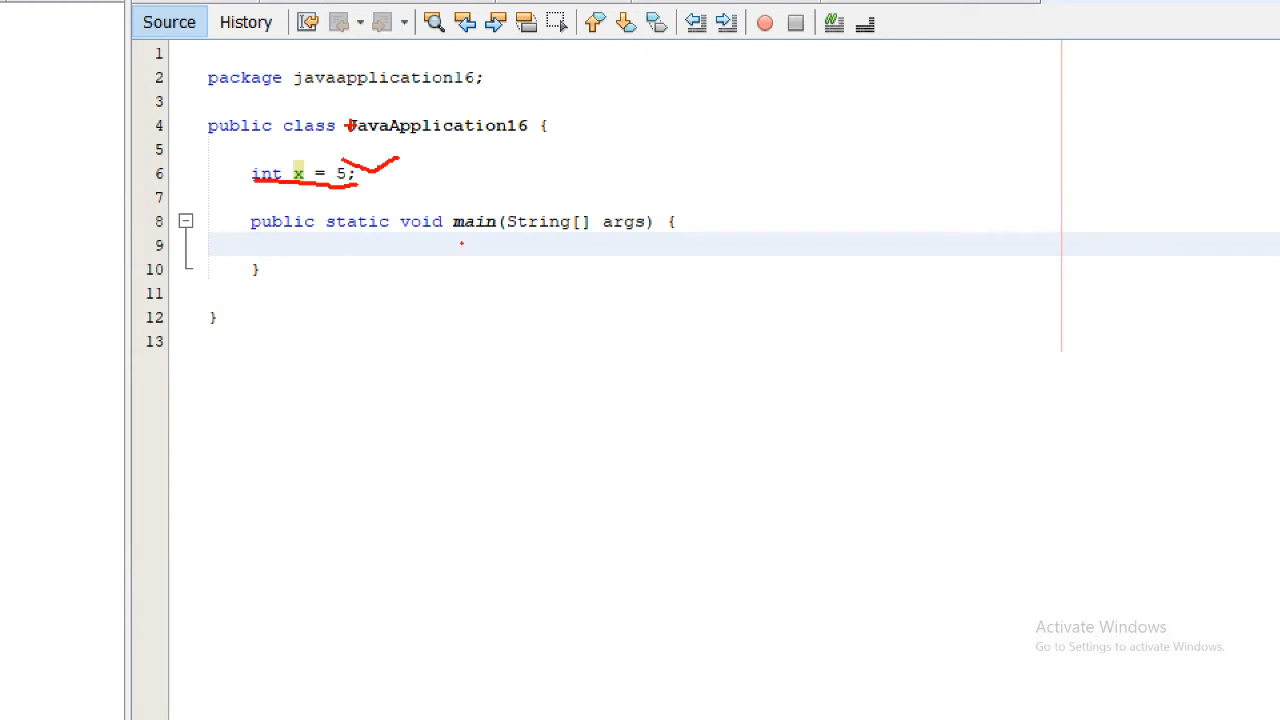 Source History
1
2 package javaapplication16;
3
4 public class JavaApplication16 {
5
6 int x = 5;
7
8 public static void main(String[] args) {
9
10 }
11
12 }
13
Activate Windows
Go to Settings to activate Windows.